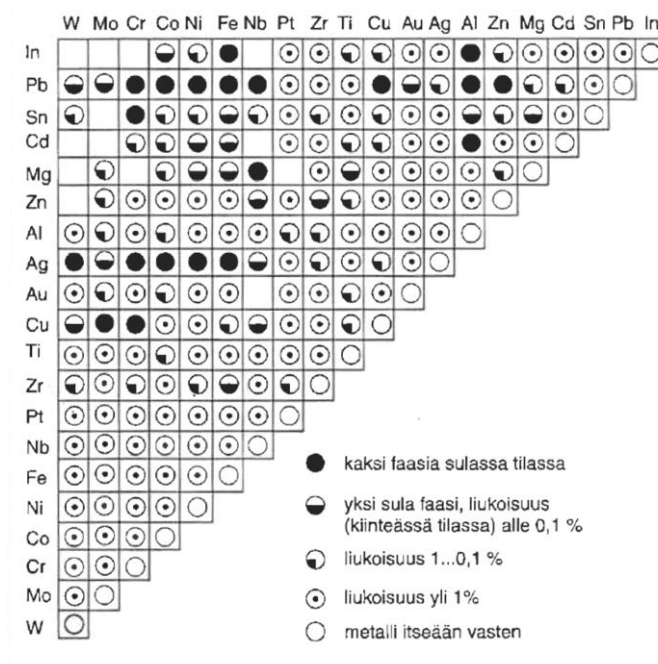 W Mo Cr Co Ni Fe Nb Pt Zr Ti Cu Au Ag Al Zn Mg Cd Sn Pb In
In
Pb
Sn
Cd
Mg
Zn
Al
Ag
Au
Cu
Ti
Zr
Pt
Nb
Fe
Ni
Co
Cr
Mo
W
kaksi faasia sulassa tilassa
yksi sula faasi, liukoisuus
(kiinteässä tilassa) alle 0,1 %
liukoisuus 1...0,1 %
liukoisuus yli 1%
metalli itseään vasten